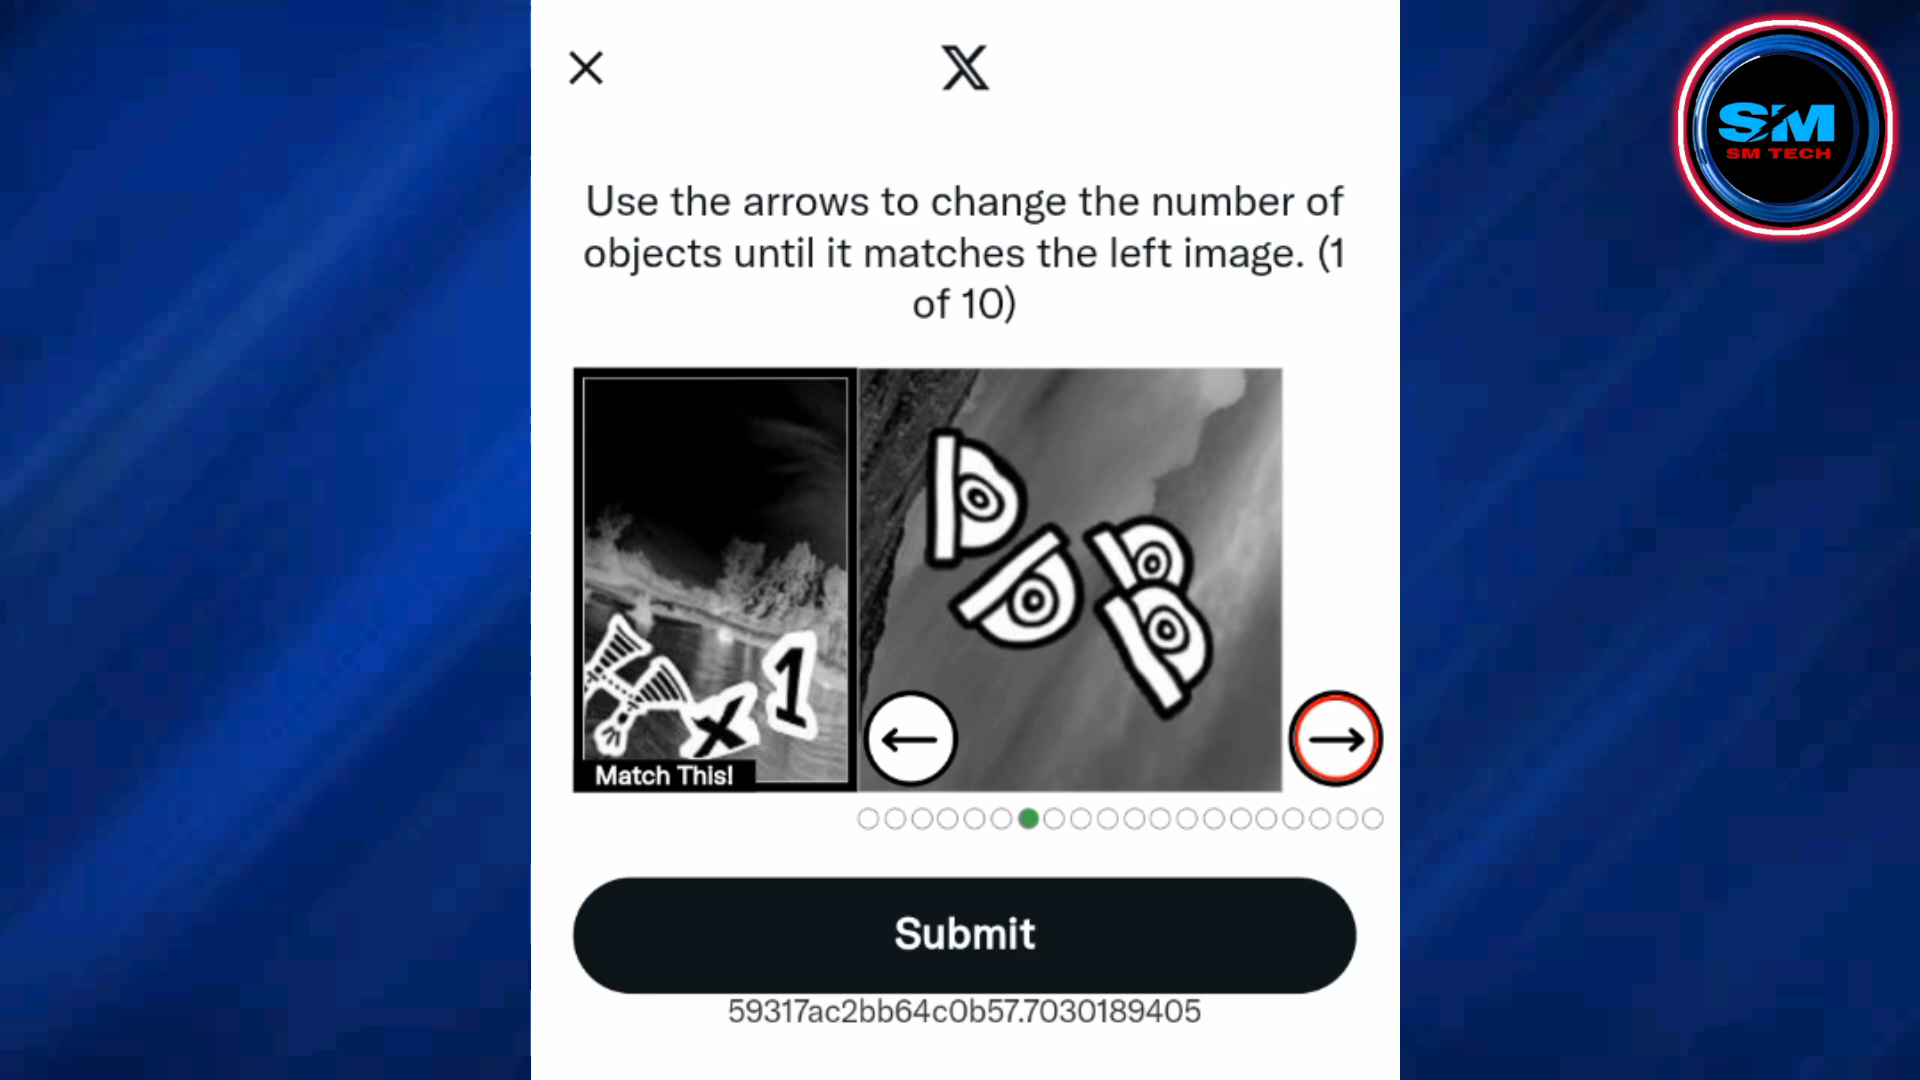 SM
SM TECH
X
Use the arrows to change the number of
objects until it matches the left image. (1
of 10)
x 1
Match This!
Submit
59317ac2bb64c0b57.7030189405